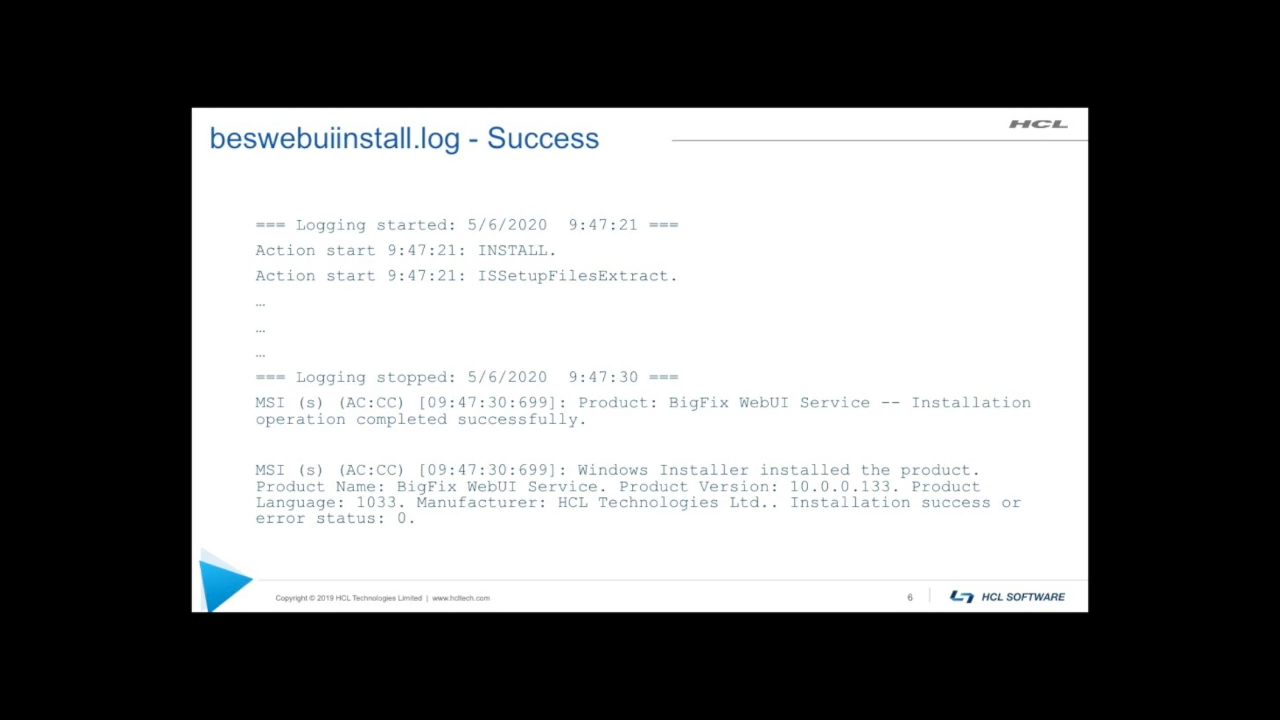 beswebuiinstall.log - Success
HCL
=== Logging started: 5/6/2020  9:47:21 ===
Action start 9:47:21: INSTALL.
Action start 9:47:21: ISSetupFilesExtract.
…
…
…
=== Logging stopped: 5/6/2020  9:47:30 ===
MSI (s) (AC:CC) [09:47:30:699]: Product: BigFix WebUI Service -- Installation
operation completed successfully.
MSI (s) (AC:CC) [09:47:30:699]: Windows Installer installed the product.
Product Name: BigFix WebUI Service. Product Version: 10.0.0.133. Product
Language: 1033. Manufacturer: HCL Technologies Ltd.. Installation success or
error status: 0.
Copyright © 2019 HCL Technologies Limited | www.hcltech.com
6
HCL SOFTWARE